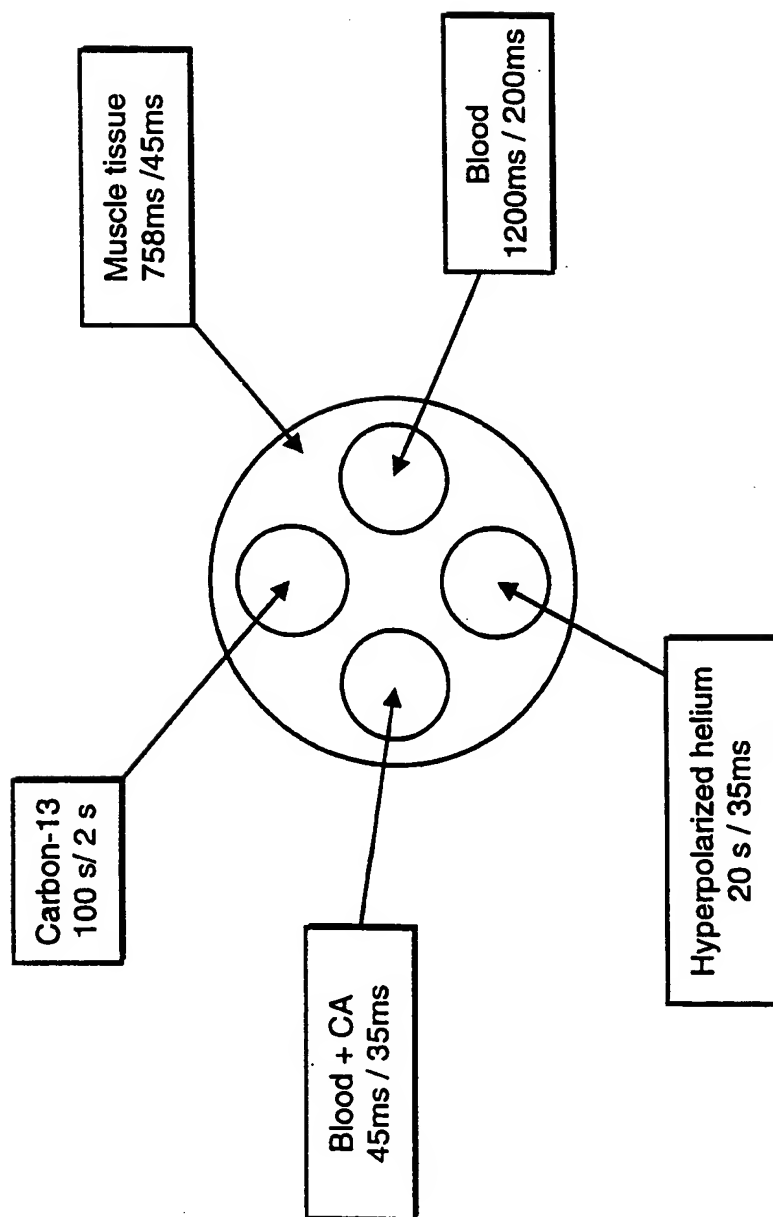 Carbon-13
100 s/ 2 s
Muscle tissue
758ms /45ms
Blood + CA
45ms / 35ms
Blood
1200ms / 200ms
Hyperpolarized helium
20 s / 35ms